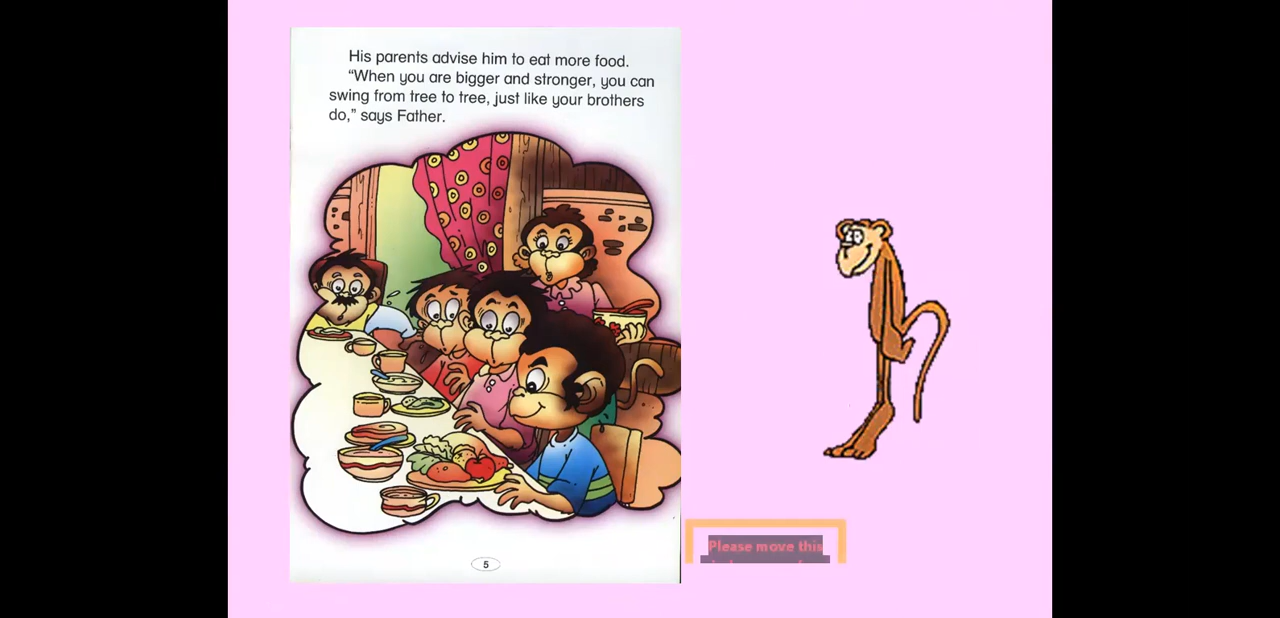 His parents advise him to eat more food.
“When you are bigger and stronger, you can
swing from tree to tree, just like your brothers
do,” says Father.
5
Please move this